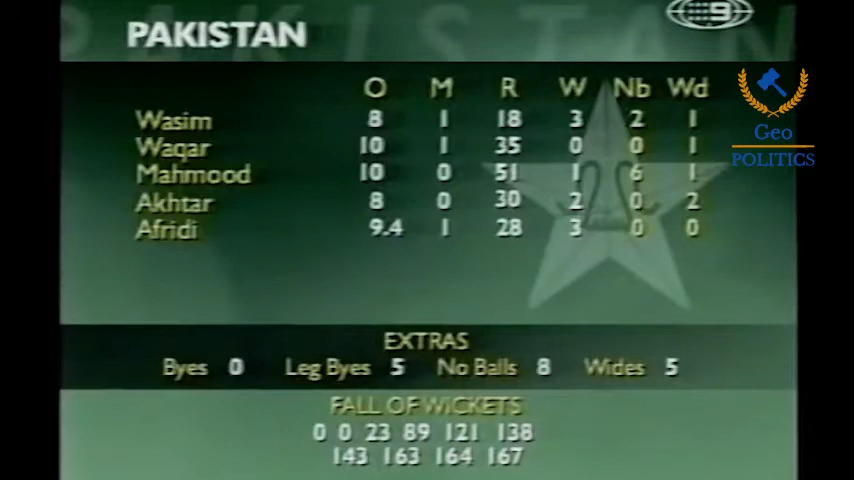 PAKISTAN
9
O M R W Nb Wd
Wasim 8 1 18 3 2 1
Waqar 10 1 35 0 0 1
Mahmood 10 0 51 1 6 1
Akhtar 8 0 30 2 0 2
Afridi 9.4 1 28 3 0 0
Geo
POLITICS
EXTRAS
Byes 0 Leg Byes 5 No Balls 8 Wides 5
FALL OF WICKETS
0 0 23 89 121 138
143 163 164 167